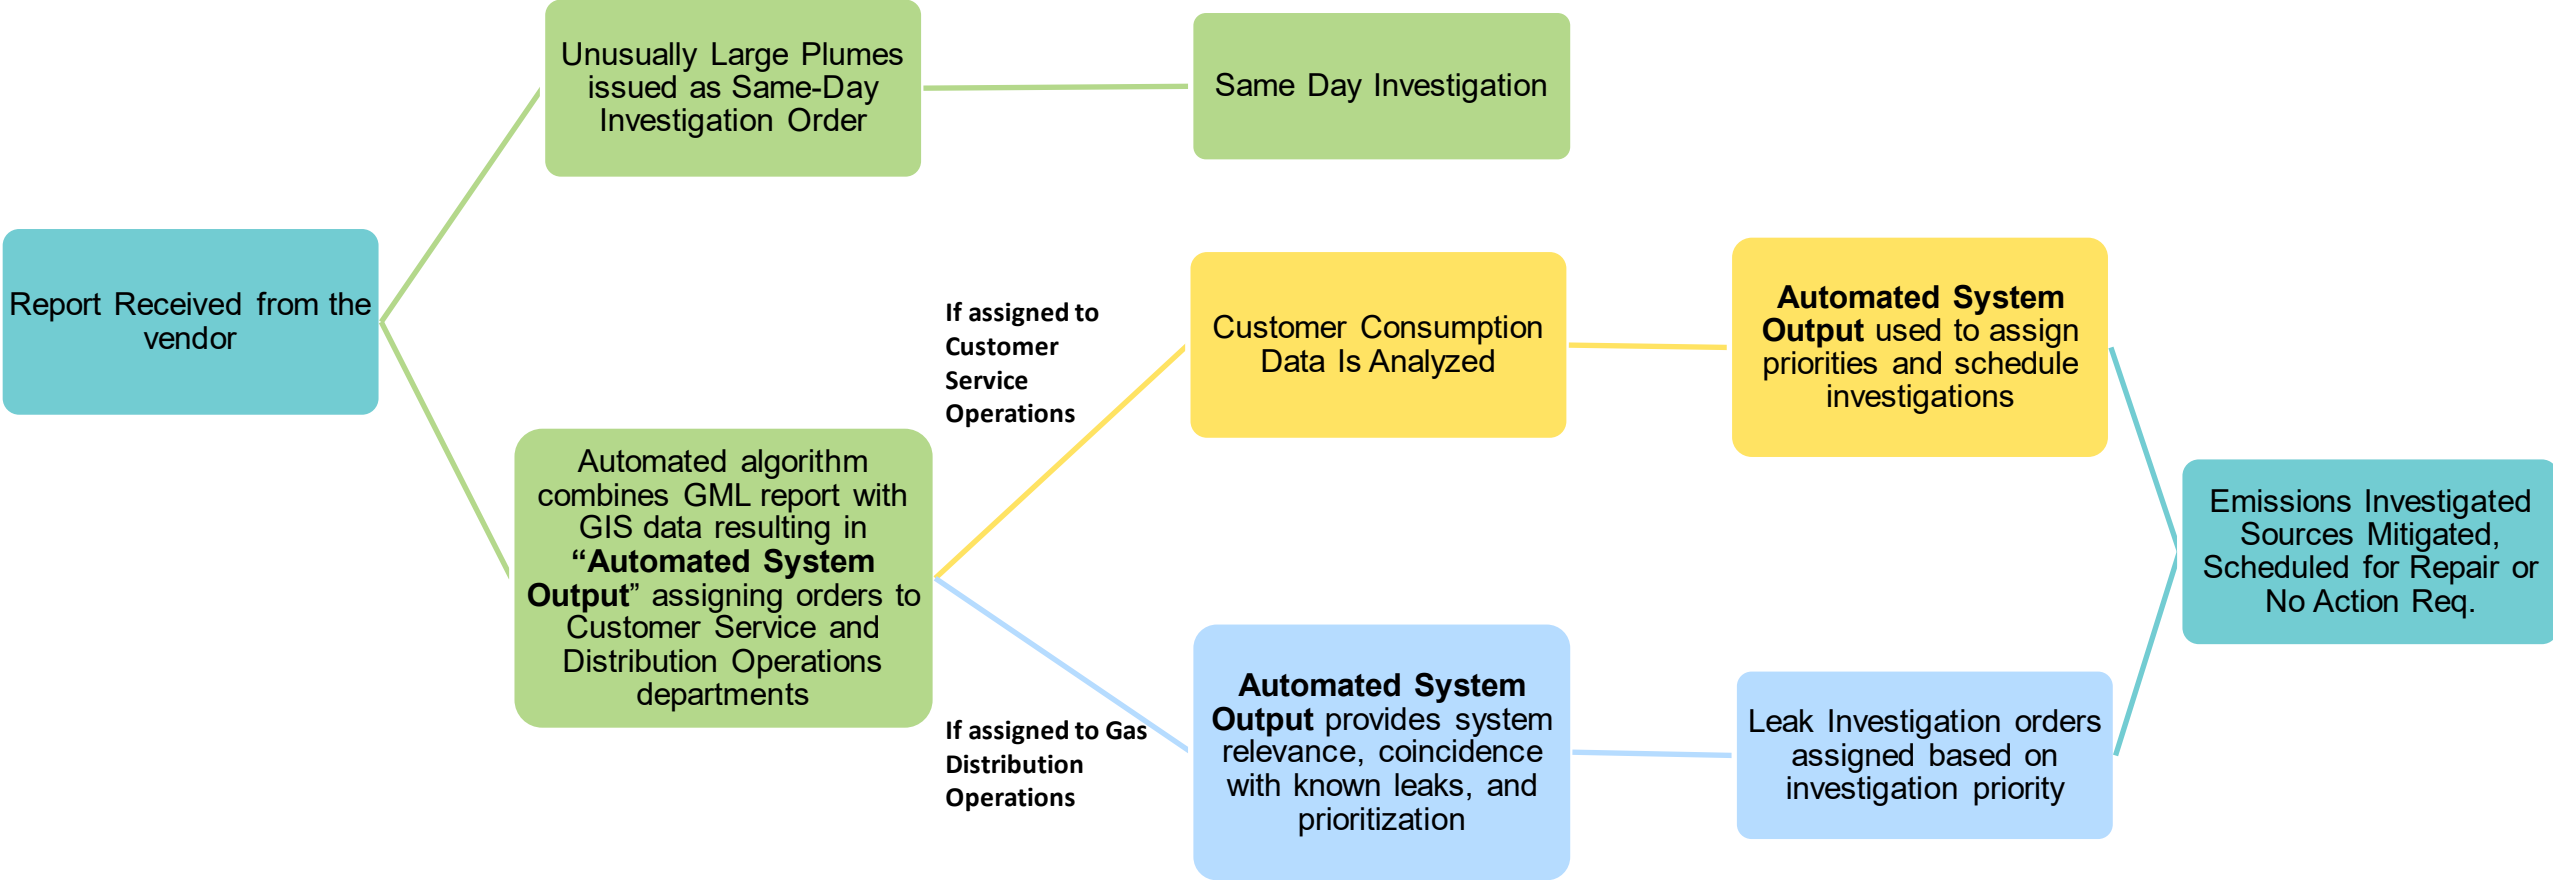 Unusually Large Plumes
issued as Same-Day
Investigation Order
Same Day Investigation
Report Received from the
vendor
Automated algorithm
combines GML report with
GIS data resulting in
“Automated System
Output” assigning orders to
Customer Service and
Distribution Operations
departments
If assigned to
Customer
Service
Operations
Customer Consumption
Data Is Analyzed
Automated System
Output used to assign
priorities and schedule
investigations
If assigned to Gas
Distribution
Operations
Automated System
Output provides system
relevance, coincidence
with known leaks, and
prioritization
Leak Investigation orders
assigned based on
investigation priority
Emissions Investigated
Sources Mitigated,
Scheduled for Repair or
No Action Req.